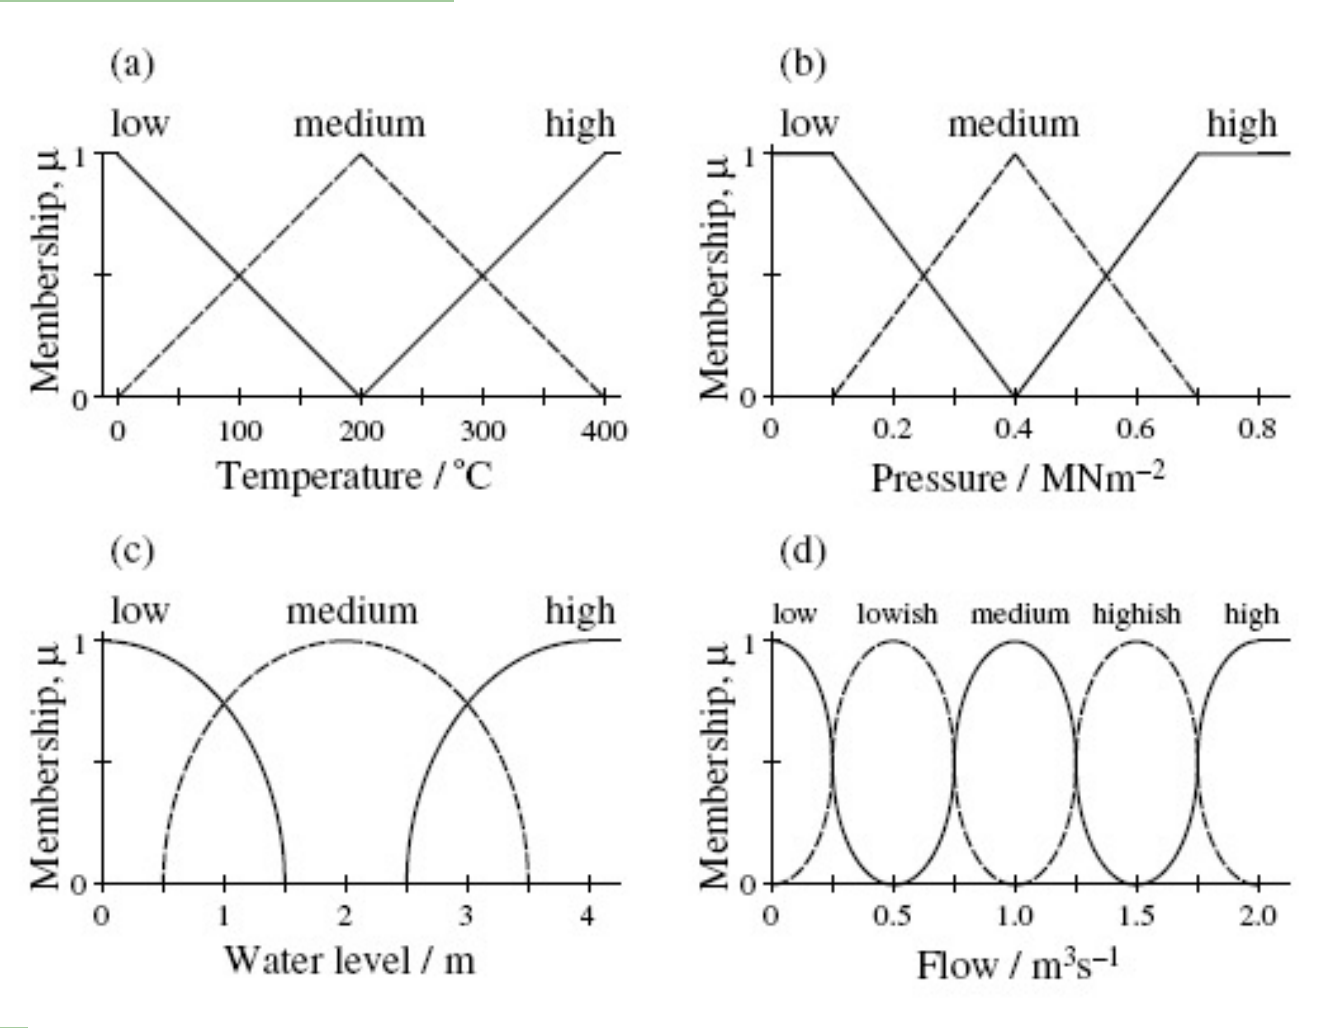 (a)
low medium high
Membership, μ
1
0
0 100 200 300 400
Temperature / °C
(b)
low medium high
Membership, μ
1
0
0 0.2 0.4 0.6 0.8
Pressure / MNm⁻²
(c)
low medium high
Membership, μ
1
0
0 1 2 3 4
Water level / m
(d)
low lowish medium highish high
Membership, μ
1
0
0 0.5 1.0 1.5 2.0
Flow / m³s⁻¹